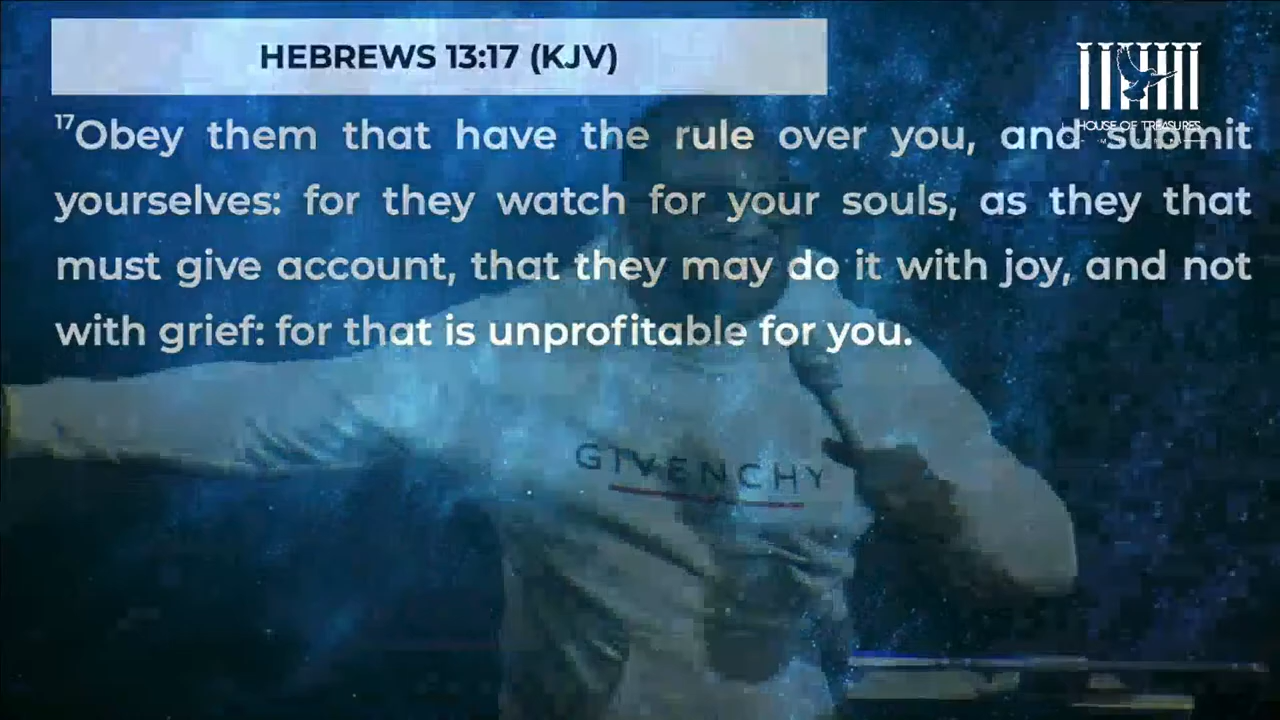 HEBREWS 13:17 (KJV)
HOUSE OF TREASURES
17Obey them that have the rule over you, and submit
yourselves: for they watch for your souls, as they that
must give account, that they may do it with joy, and not
with grief: for that is unprofitable for you.
GIVENCHY